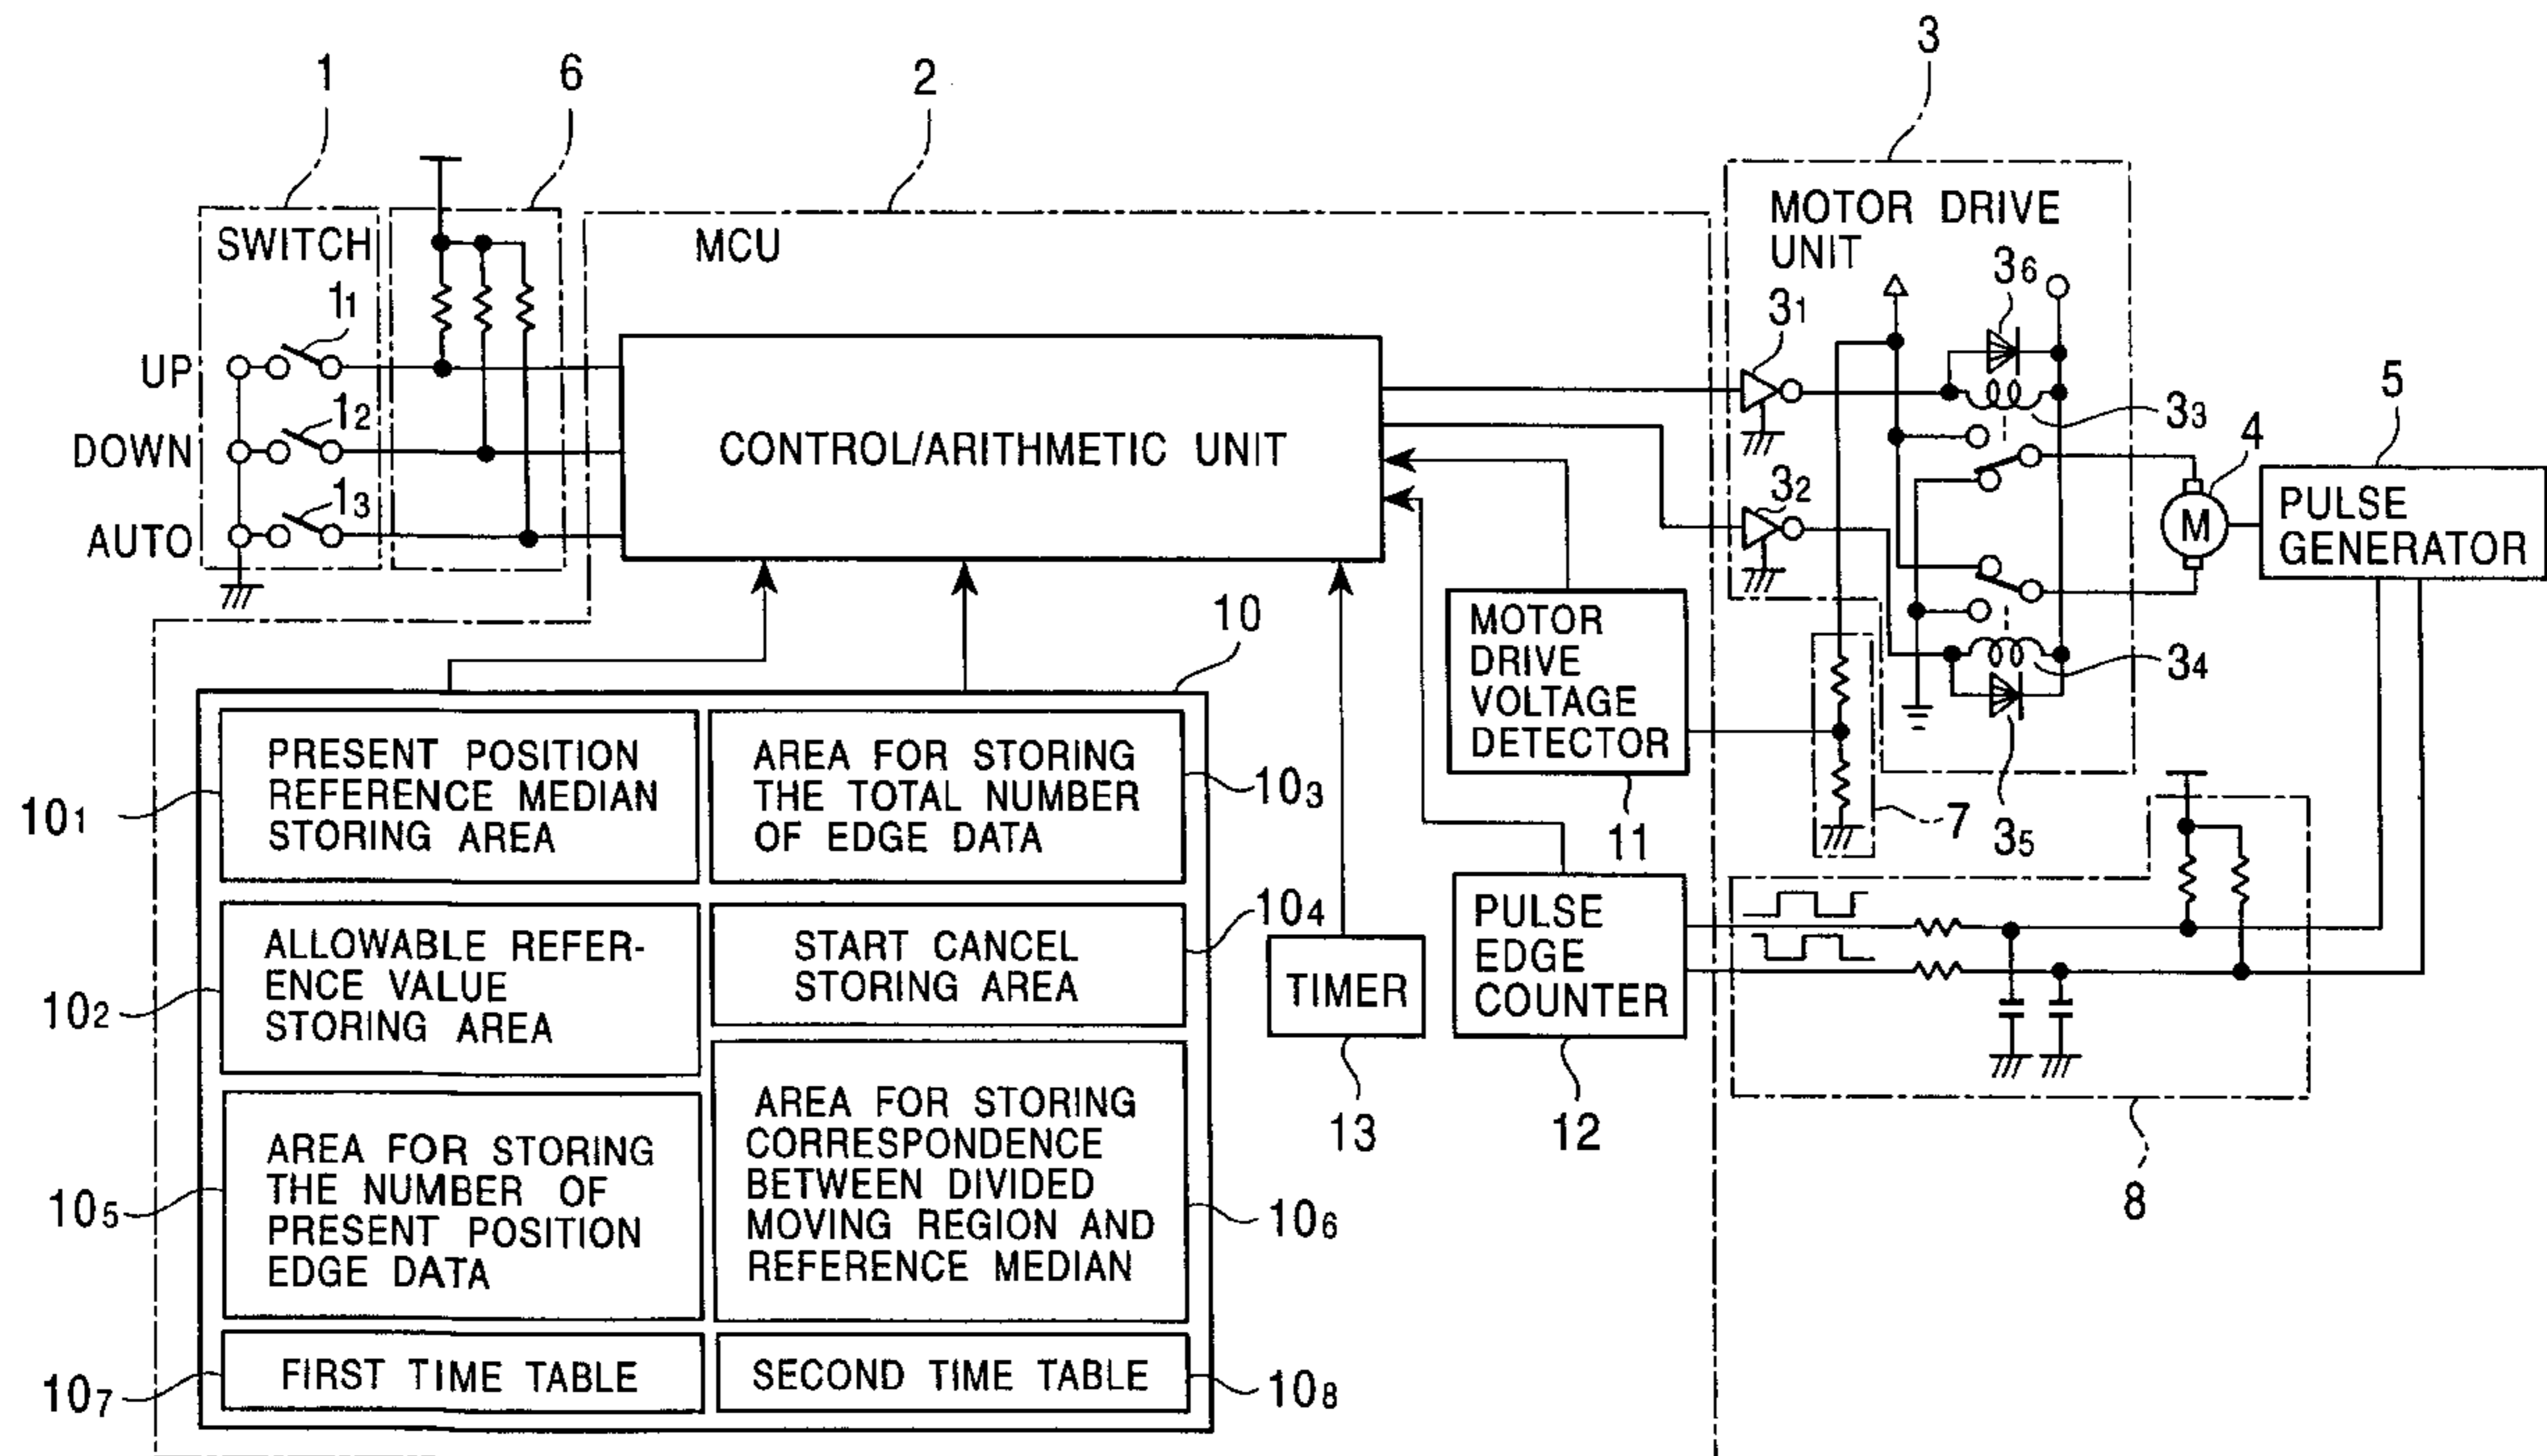 1
6
2
3
SWITCH
MCU
MOTOR DRIVE
UNIT
1₁
UP
1₂
DOWN
1₃
AUTO
CONTROL/ARITHMETIC UNIT
3₁
3₂
3₆
3₃
3₄
3₅
4
M
5
PULSE
GENERATOR
10
MOTOR
DRIVE
VOLTAGE
DETECTOR
11
7
PRESENT POSITION
REFERENCE MEDIAN
STORING AREA
10₁
AREA FOR STORING
THE TOTAL NUMBER
OF EDGE DATA
10₃
ALLOWABLE REFER-
ENCE VALUE
STORING AREA
10₂
START CANCEL
STORING AREA
10₄
AREA FOR STORING
THE NUMBER OF
PRESENT POSITION
EDGE DATA
10₅
AREA FOR STORING
CORRESPONDENCE
BETWEEN DIVIDED
MOVING REGION AND
REFERENCE MEDIAN
10₆
FIRST TIME TABLE
10₇
SECOND TIME TABLE
10₈
TIMER
13
PULSE
EDGE
COUNTER
12
8